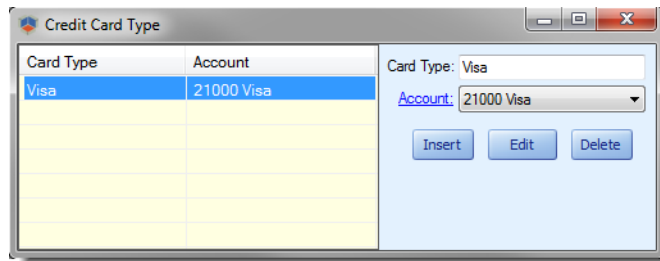 Credit Card Type
Card Type Account
Visa 21000 Visa
Card Type: Visa
Account: 21000 Visa
Insert Edit Delete